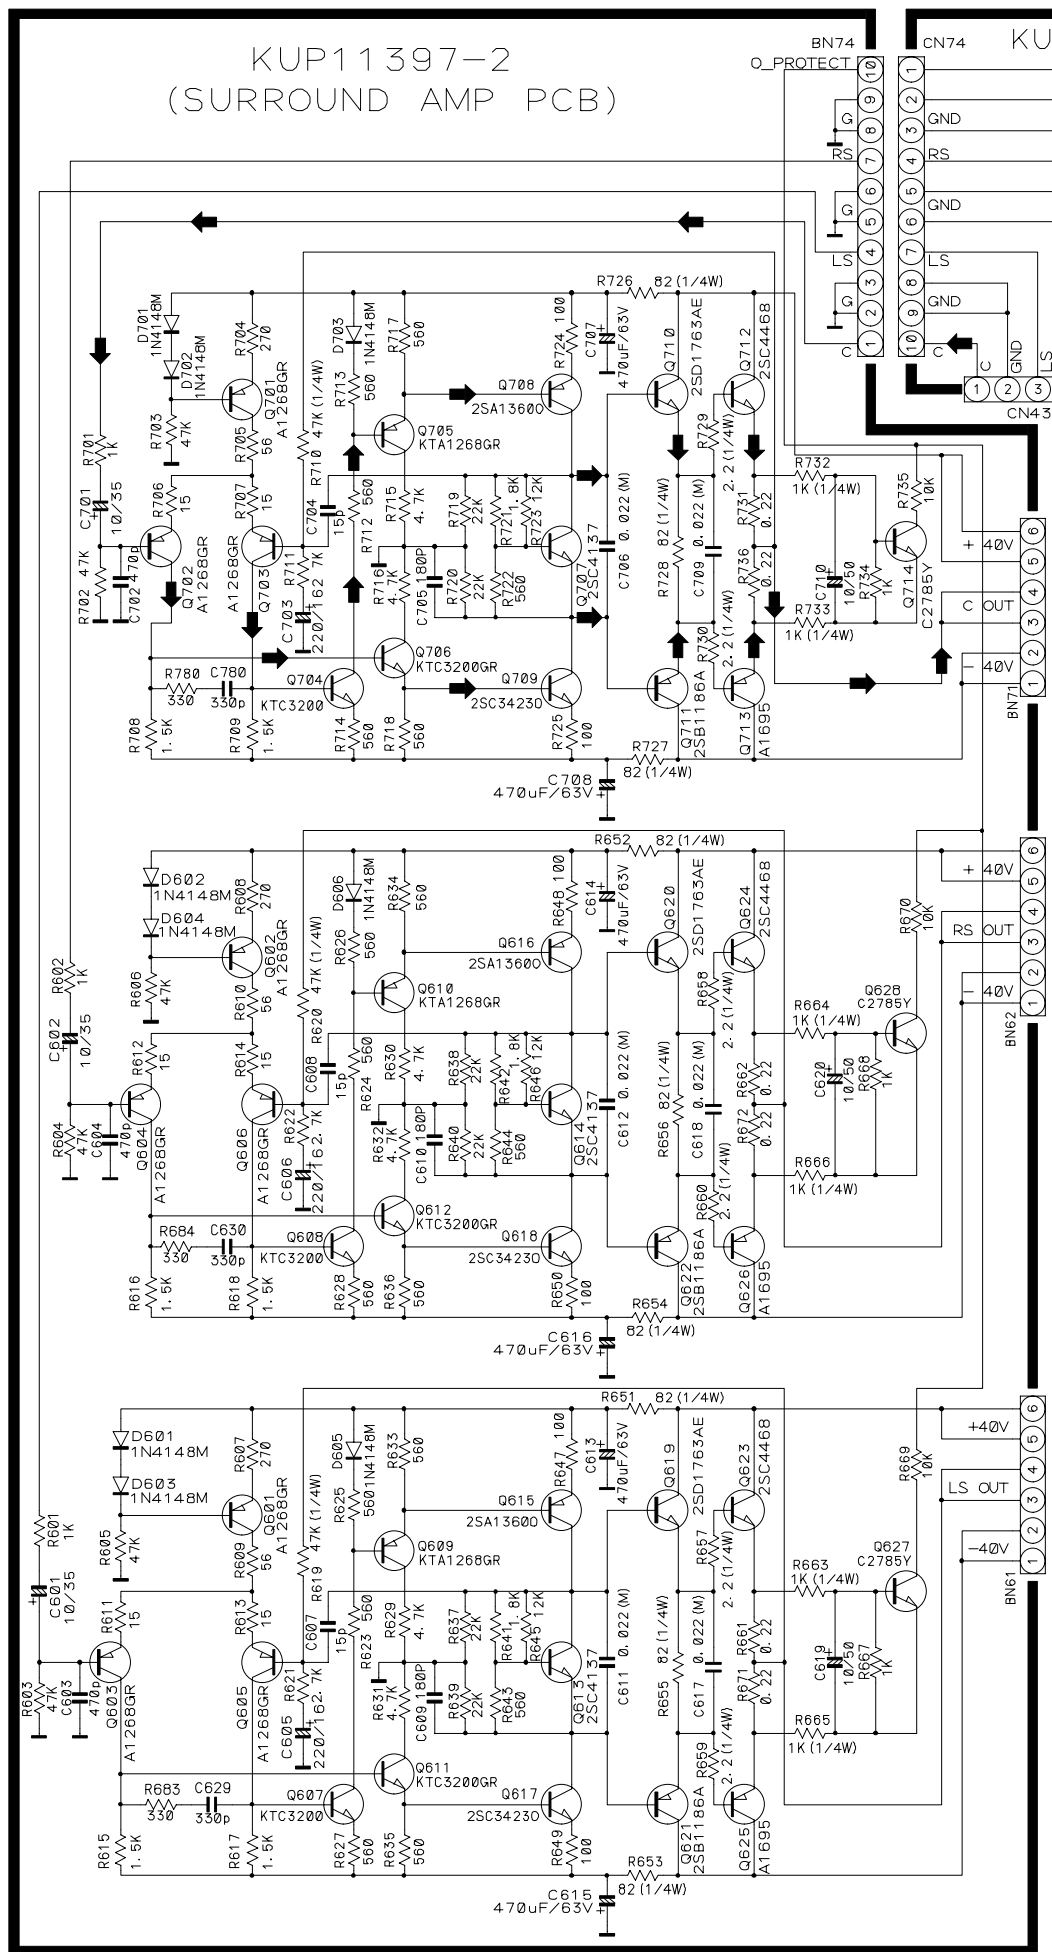 KUP11397-2
(SURROUND AMP PCB)
BN74
CN74
KU
O_PROTECT
10
9
8
7
6
5
4
3
2
1
G
RS
G
LS
G
C
1
2
3
4
5
6
7
8
9
10
GND
RS
GND
LS
GND
C
C
GND
LS
1
2
3
CN43
R726
82 (1/4W)
D701
1N4148M
D702
1N4148M
R704
270
Q701
A1268GR
R703
47K
R705
56
R701
1K
C701
10/35
R706
15
R707
15
R702 47K
C702 470p
Q702
A1268GR
A1268GR
Q703
R710 47K (1/4W)
R711
2.7K
C703
220/16
C704
15p
D703
1N4148M
R713
560
R717
560
Q705
KTA1268GR
R712
560
R715
4.7K
R716
4.7K
C705 180P
R719
22K
R720
22K
R721
1.8K
R722
560
R723
12K
Q708
2SA1360O
R724 100
Q707
2SC4137
C706 0.022 (M)
C707
470uF/63V
Q710
2SD1763AE
Q712
2SC4468
R729
2.2 (1/4W)
R728 82 (1/4W)
C709 0.022 (M)
R731
0.22
R736
0.22
R730
2.2 (1/4W)
R732
1K (1/4W)
C710
10/50
R734
1K
R733
1K (1/4W)
R735
10K
Q714
C2785Y
+ 40V
C OUT
- 40V
6
5
4
3
2
1
BN71
R780
330
C780
330p
Q704
KTC3200
Q706
KTC3200GR
Q709
2SC3423O
R708
1.5K
R709
1.5K
R714
560
R718
560
R725
100
R727
82 (1/4W)
C708
470uF/63V
Q711
2SB1186A
Q713
A1695
R652
82 (1/4W)
D602
1N4148M
D604
1N4148M
R608
270
Q602
A1268GR
R606
47K
R610
56
R602
1K
C602
10/35
R612
15
R614
15
R604
47K
C604
470p
Q604
A1268GR
Q606
A1268GR
R620 47K (1/4W)
R622
2.7K
C606
220/16
C608
15p
D606
1N4148M
R626
560
R634
560
Q610
KTA1268GR
R624
560
R630
4.7K
R632
4.7K
C610 180P
R638
22K
R640
22K
R642
1.8K
R644
560
R646
12K
Q616
2SA1360O
R648 100
Q614
2SC4137
C612 0.022 (M)
C614
470uF/63V
Q620
2SD1763AE
Q624
2SC4468
R658
2.2 (1/4W)
R656 82 (1/4W)
C618 0.022 (M)
R662
0.22
R672
0.22
R660
2.2 (1/4W)
R664
1K (1/4W)
C620
10/50
R668
1K
R666
1K (1/4W)
R670
10K
Q628
C2785Y
+ 40V
RS OUT
- 40V
6
5
4
3
2
1
BN62
R684
330
C630
330p
Q608
KTC3200
Q612
KTC3200GR
Q618
2SC3423O
R616
1.5K
R618
1.5K
R628
560
R636
560
R650
100
R654
82 (1/4W)
C616
470uF/63V
Q622
2SB1186A
Q626
A1695
R651
82 (1/4W)
D601
1N4148M
D603
1N4148M
R607
270
Q601
A1268GR
R605
47K
R609
56
R601
1K
C601
10/35
R611
15
R613
15
R603
47K
C603
470p
Q603
A1268GR
Q605
A1268GR
R619 47K (1/4W)
R621
2.7K
C605
220/16
C607
15p
D605
1N4148M
R625
560
R633
560
Q609
KTA1268GR
R623
560
R629
4.7K
R631
4.7K
C609 180P
R637
22K
R639
22K
R641
1.8K
R643
560
R645
12K
Q615
2SA1360O
R647 100
Q613
2SC4137
C611 0.022 (M)
C613
470uF/63V
Q619
2SD1763AE
Q623
2SC4468
R657
2.2 (1/4W)
R655 82 (1/4W)
C617 0.022 (M)
R661
0.22
R671
0.22
R659
2.2 (1/4W)
R663
1K (1/4W)
C619
10/50
R667
1K
R665
1K (1/4W)
R669
10K
Q627
C2785Y
+40V
LS OUT
-40V
6
5
4
3
2
1
BN61
R683
330
C629
330p
Q607
KTC3200
Q611
KTC3200GR
Q617
2SC3423O
R615
1.5K
R617
1.5K
R627
560
R635
560
R649
100
R653
82 (1/4W)
C615
470uF/63V
Q621
2SB1186A
Q625
A1695